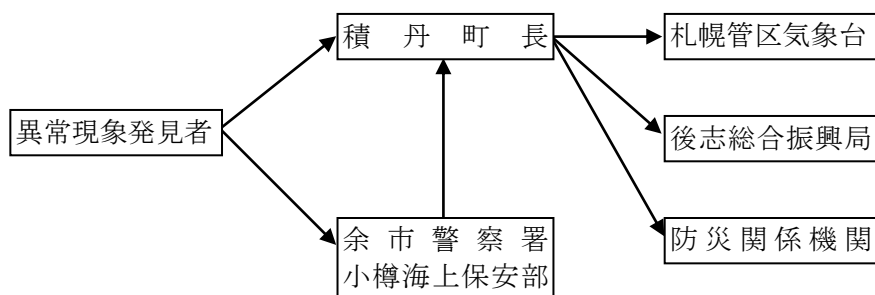 積丹町長
札幌管区気象台
異常現象発見者
後志総合振興局
余市警察署
小樽海上保安部
防災関係機関